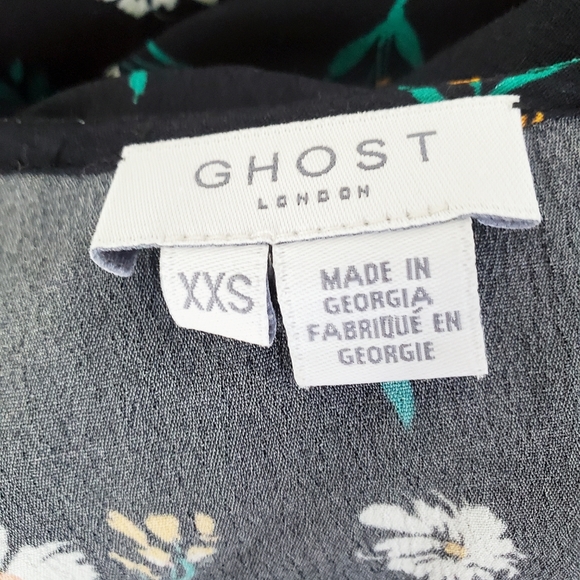 GHOST
LONDON
XXS
MADE IN
GEORGIA
FABRIQUÉ EN
GEORGIE